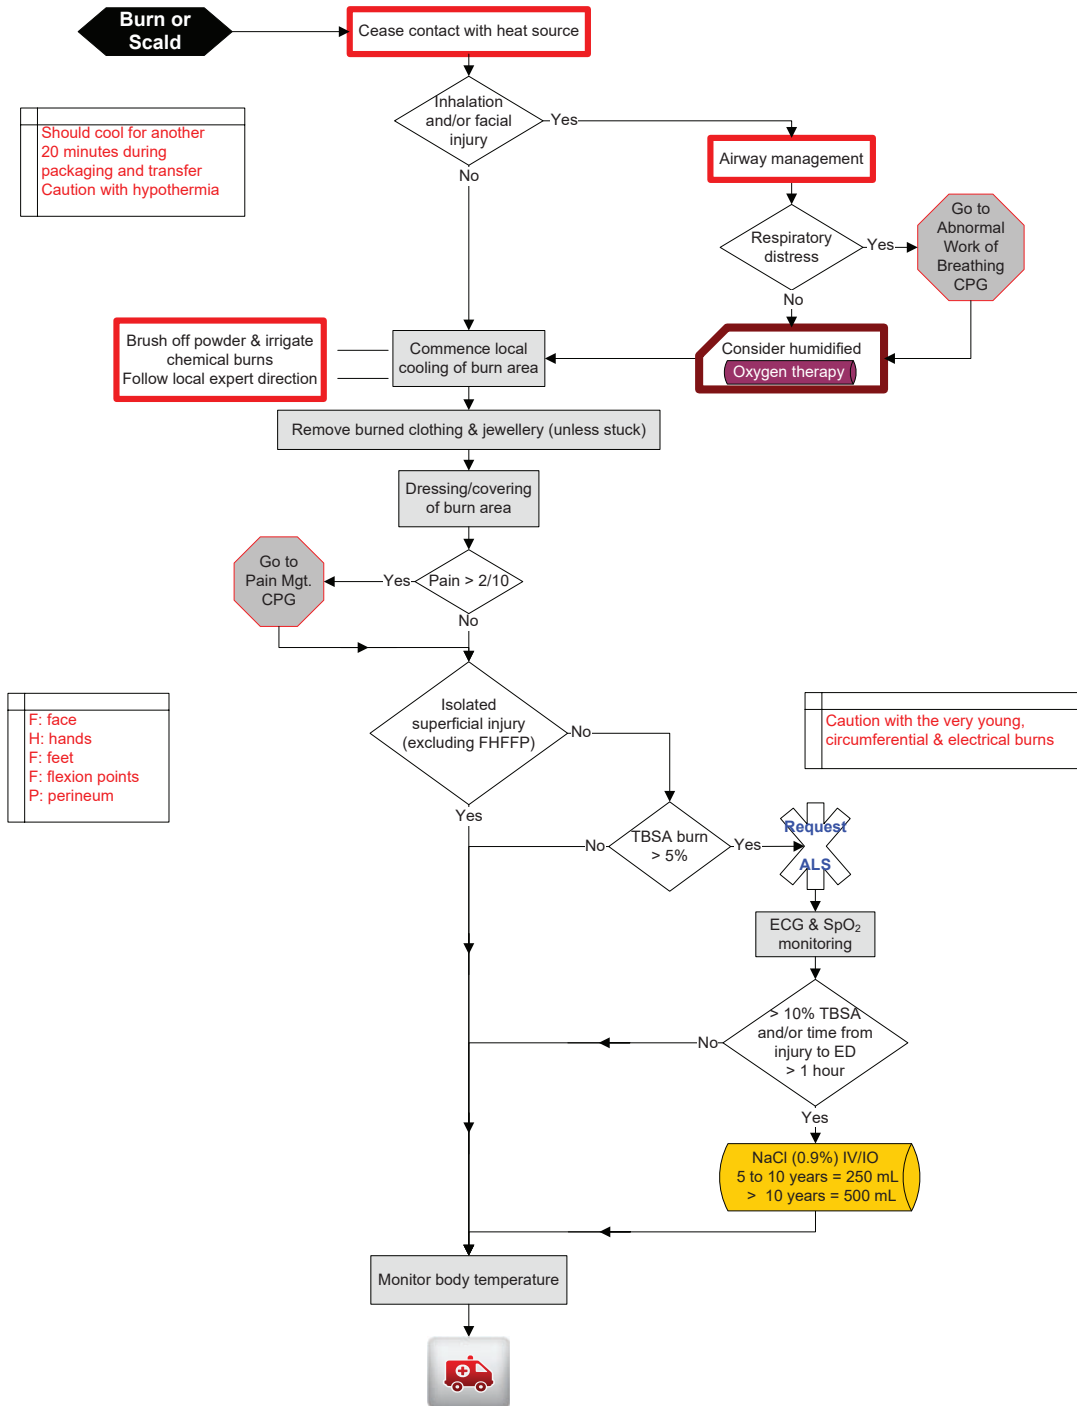 Burn or
Scald
Cease contact with heat source
Inhalation
and/or facial
injury
Yes
No
Should cool for another
20 minutes during
packaging and transfer
Caution with hypothermia
Airway management
Respiratory
distress
Yes
No
Go to
Abnormal
Work of
Breathing
CPG
Brush off powder & irrigate
chemical burns
Follow local expert direction
Commence local
cooling of burn area
Consider humidified
Oxygen therapy
Remove burned clothing & jewellery (unless stuck)
Dressing/covering
of burn area
Go to
Pain Mgt.
CPG
Yes
Pain > 2/10
No
Isolated
superficial injury
(excluding FHFFP)
No
Yes
F: face
H: hands
F: feet
F: flexion points
P: perineum
Caution with the very young,
circumferential & electrical burns
No
TBSA burn
> 5%
Yes
Request
ALS
ECG & SpO₂
monitoring
> 10% TBSA
and/or time from
injury to ED
> 1 hour
No
Yes
NaCl (0.9%) IV/IO
5 to 10 years = 250 mL
> 10 years = 500 mL
Monitor body temperature